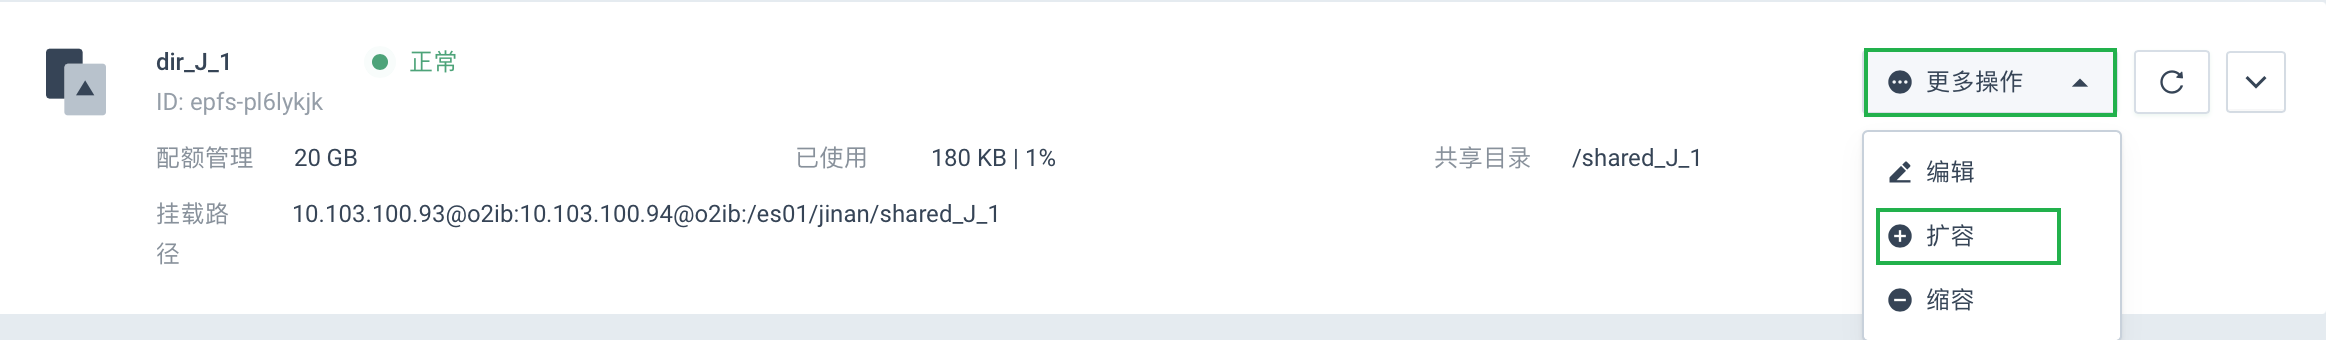 dir_J_1 正常 更多操作
ID: epfs-pl6lykjk
配额管理 20 GB 已使用 180 KB | 1% 共享目录 /shared_J_1
挂载路径 10.103.100.93@o2ib:10.103.100.94@o2ib:/es01/jinan/shared_J_1
编辑
扩容
缩容